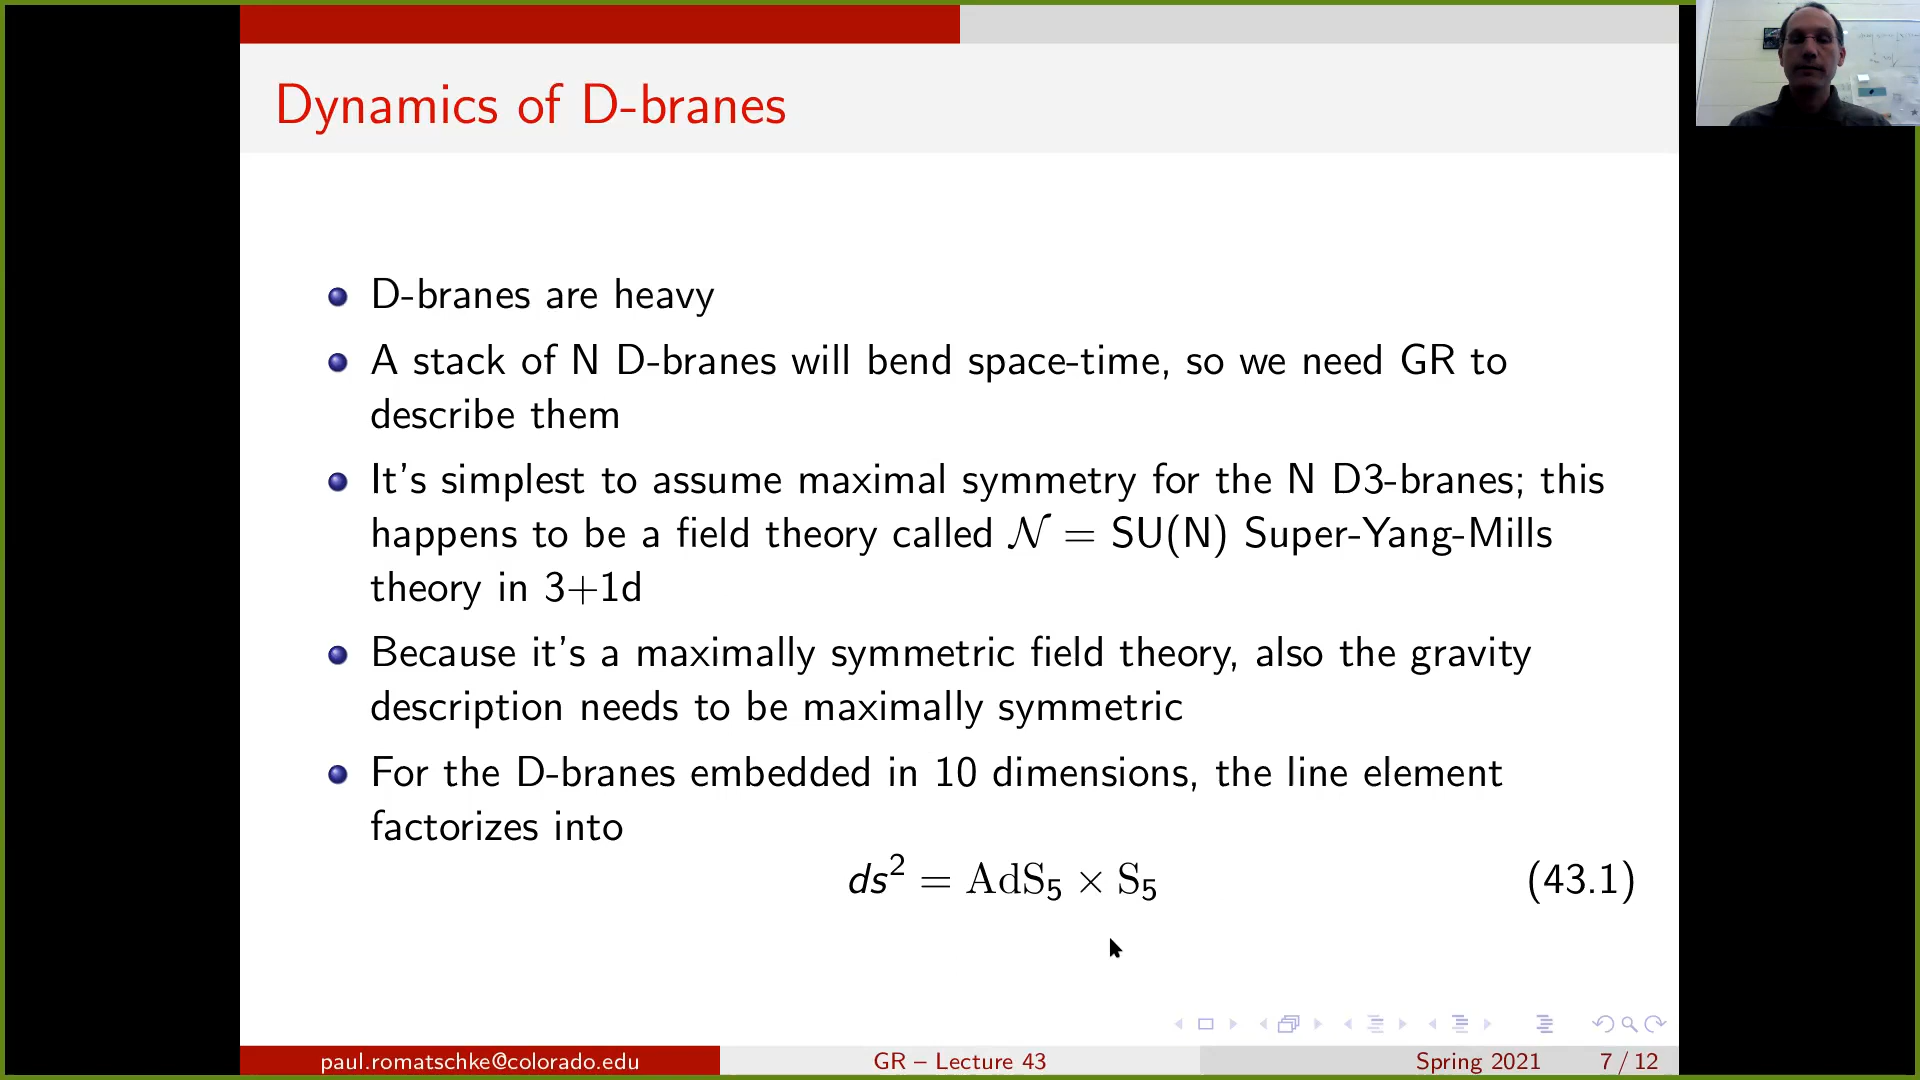 Dynamics of D-branes
D-branes are heavy
A stack of N D-branes will bend space-time, so we need GR to
describe them
It's simplest to assume maximal symmetry for the N D3-branes; this
happens to be a field theory called 𝒩 = SU(N) Super-Yang-Mills
theory in 3+1d
Because it's a maximally symmetric field theory, also the gravity
description needs to be maximally symmetric
For the D-branes embedded in 10 dimensions, the line element
factorizes into
ds² = AdS₅ × S₅ (43.1)
paul.romatschke@colorado.edu GR – Lecture 43 Spring 2021 7 / 12